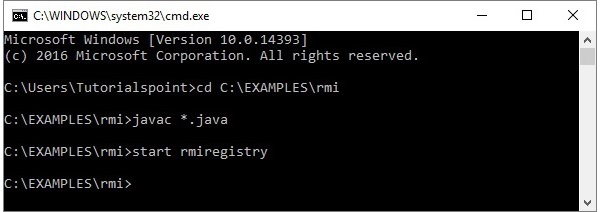 C:\WINDOWS\system32\cmd.exe
Microsoft Windows [Version 10.0.14393]
(c) 2016 Microsoft Corporation. All rights reserved.
C:\Users\Tutorialspoint>cd C:\EXAMPLES\rmi
C:\EXAMPLES\rmi>javac *.java
C:\EXAMPLES\rmi>start rmiregistry
C:\EXAMPLES\rmi>